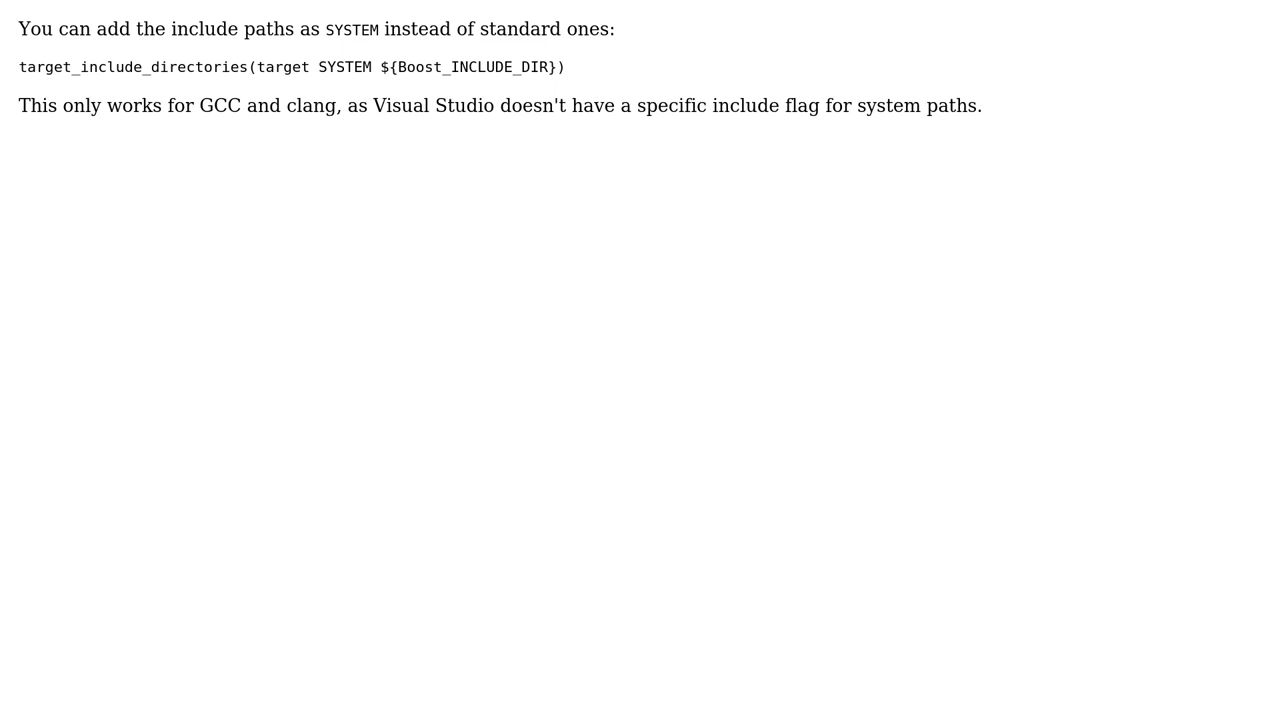 You can add the include paths as SYSTEM instead of standard ones:
target_include_directories(target SYSTEM ${Boost_INCLUDE_DIR})
This only works for GCC and clang, as Visual Studio doesn't have a specific include flag for system paths.